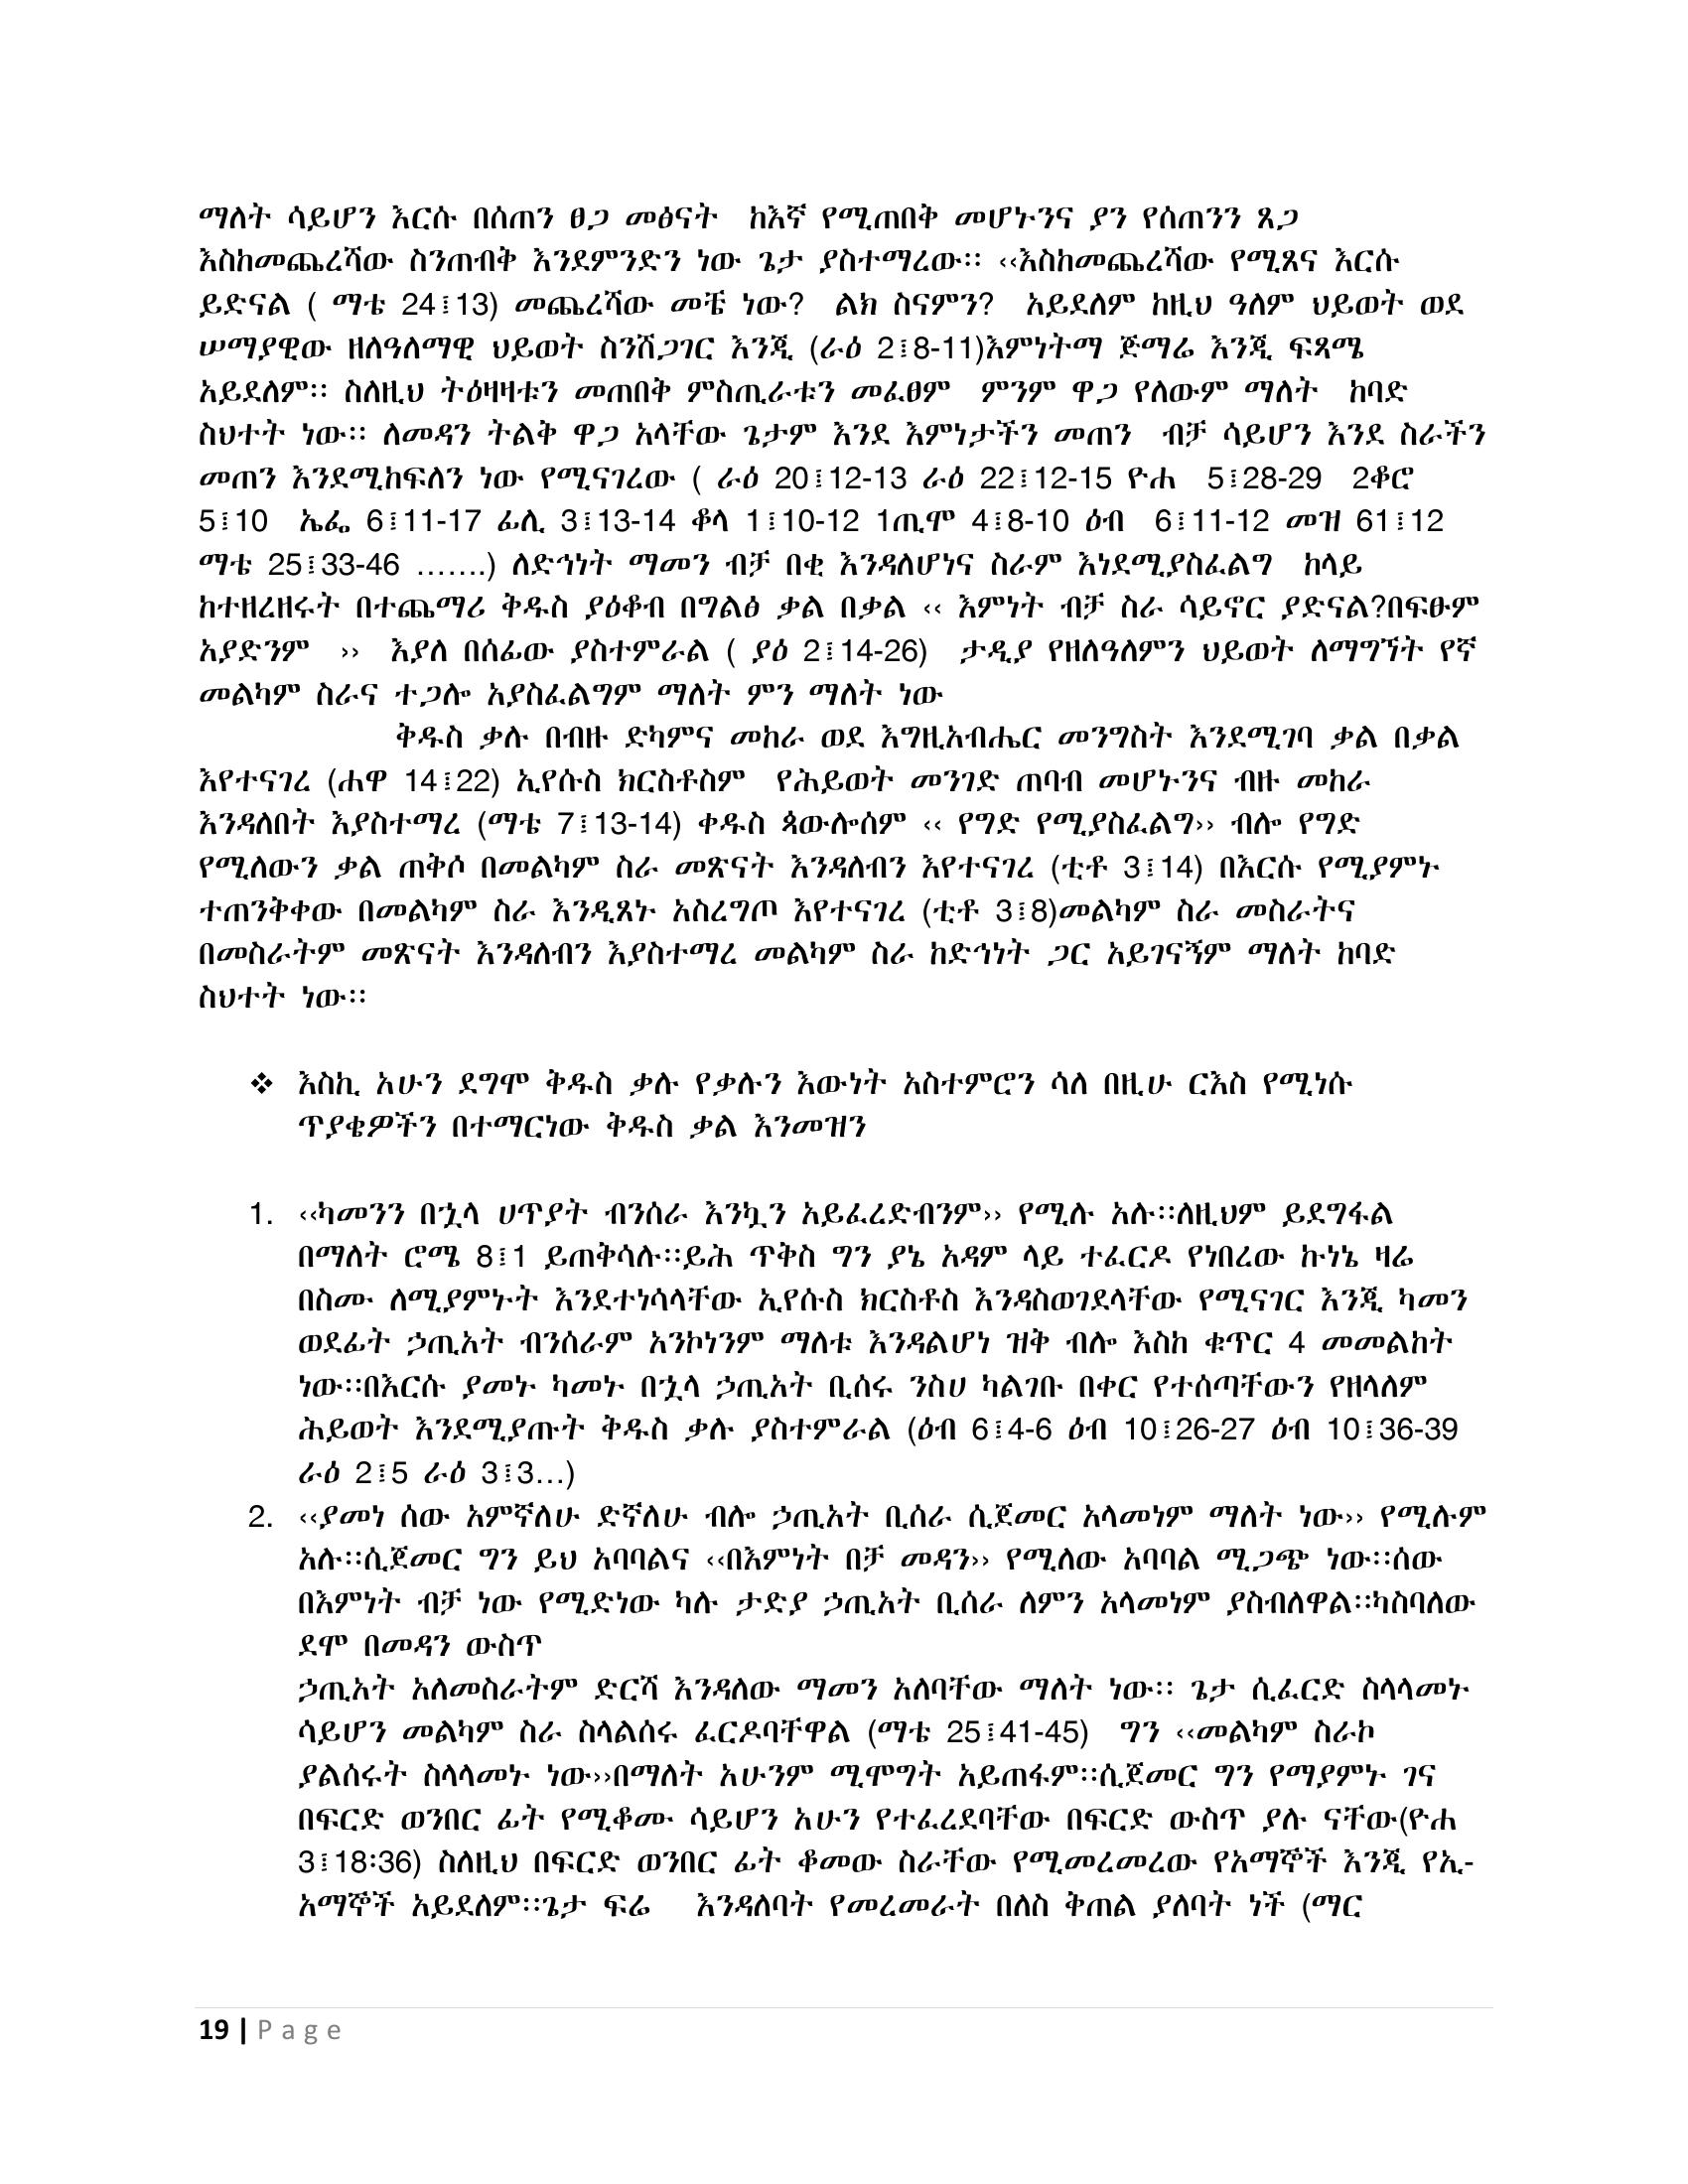 ማለት ሳይሆን እርሱ በሰጠን ፀጋ መፅናት ከእኛ የሚጠበቅ መሆኑንና ያን የሰጠንን ጸጋ
እስከመጨረሻው ስንጠብቅ እንደምንድን ነው ጌታ ያስተማረው፡፡ ‹‹እስከመጨረሻው የሚጸና እርሱ
ይድናል ( ማቴ 24፤13) መጨረሻው መቼ ነው? ልክ ስናምን? አይደለም ከዚህ ዓለም ህይወት ወደ
ሠማያዊው ዘለዓለማዊ ህይወት ስንሸጋገር እንጂ (ራዕ 2፤8-11)እምነትማ ጅማሬ እንጂ ፍጻሜ
አይደለም፡፡ ስለዚህ ትዕዛዛቱን መጠበቅ ምስጢራቱን መፈፀም ምንም ዋጋ የለውም ማለት ከባድ
ስህተት ነው፡፡ ለመዳን ትልቅ ዋጋ አላቸው ጌታም እንደ እምነታችን መጠን ብቻ ሳይሆን እንደ ስራችን
መጠን እንደሚከፍለን ነው የሚናገረው ( ራዕ 20፤12-13 ራዕ 22፤12-15 ዮሐ 5፤28-29 2ቆሮ
5፤10 ኤፌ 6፤11-17 ፊሊ 3፤13-14 ቆላ 1፤10-12 1ጢሞ 4፤8-10 ዕብ 6፤11-12 መዝ 61፤12
ማቴ 25፤33-46 …….) ለድኅነት ማመን ብቻ በቂ እንዳለሆነና ስራም እነደሚያስፈልግ ከላይ
ከተዘረዘሩት በተጨማሪ ቅዱስ ያዕቆብ በግልፅ ቃል በቃል ‹‹ እምነት ብቻ ስራ ሳይኖር ያድናል?በፍፁም
አያድንም ›› እያለ በሰፊው ያስተምራል ( ያዕ 2፤14-26) ታዲያ የዘለዓለምን ህይወት ለማግኘት የኛ
መልካም ስራና ተጋሎ አያስፈልግም ማለት ምን ማለት ነው
ቅዱስ ቃሉ በብዙ ድካምና መከራ ወደ እግዚአብሔር መንግስት እንደሚገባ ቃል በቃል
እየተናገረ (ሐዋ 14፤22) ኢየሱስ ክርስቶስም የሕይወት መንገድ ጠባብ መሆኑንና ብዙ መከራ
እንዳለበት እያስተማረ (ማቴ 7፤13-14) ቀዱስ ጳውሎሰም ‹‹ የግድ የሚያስፈልግ›› ብሎ የግድ
የሚለውን ቃል ጠቅሶ በመልካም ስራ መጽናት እንዳለብን እየተናገረ (ቲቶ 3፤14) በእርሱ የሚያምኑ
ተጠንቅቀው በመልካም ስራ እንዲጸኑ አስረግጦ እየተናገረ (ቲቶ 3፤8)መልካም ስራ መስራትና
በመስራትም መጽናት እንዳለብን እያስተማረ መልካም ስራ ከድኅነት ጋር አይገናኝም ማለት ከባድ
ስህተት ነው፡፡
❖ እስኪ አሁን ደግሞ ቅዱስ ቃሉ የቃሉን እውነት አስተምሮን ሳለ በዚሁ ርእስ የሚነሱ
ጥያቄዎችን በተማርነው ቅዱስ ቃል እንመዝን
1. ‹‹ካመንን በኋላ ሀጥያት ብንሰራ እንኳን አይፈረድብንም›› የሚሉ አሉ፡፡ለዚህም ይደግፋል
በማለት ሮሜ 8፤1 ይጠቅሳሉ፡፡ይሕ ጥቅስ ግን ያኔ አዳም ላይ ተፈርዶ የነበረው ኩነኔ ዛሬ
በስሙ ለሚያምኑት እንደተነሳላቸው ኢየሱስ ክርስቶስ እንዳስወገደላቸው የሚናገር እንጂ ካመን
ወደፊት ኃጢአት ብንሰራም አንኮነንም ማለቱ እንዳልሆነ ዝቅ ብሎ እስከ ቁጥር 4 መመልከት
ነው፡፡በእርሱ ያመኑ ካመኑ በኋላ ኃጢአት ቢሰሩ ንስሀ ካልገቡ በቀር የተሰጣቸውን የዘላለም
ሕይወት እንደሚያጡት ቅዱስ ቃሉ ያስተምራል (ዕብ 6፤4-6 ዕብ 10፤26-27 ዕብ 10፤36-39
ራዕ 2፤5 ራዕ 3፤3…)
2. ‹‹ያመነ ሰው አምኛለሁ ድኛለሁ ብሎ ኃጢአት ቢሰራ ሲጀመር አላመነም ማለት ነው›› የሚሉም
አሉ፡፡ሲጀመር ግን ይህ አባባልና ‹‹በእምነት በቻ መዳን›› የሚለው አባባል ሚጋጭ ነው፡፡ሰው
በእምነት ብቻ ነው የሚድነው ካሉ ታድያ ኃጢአት ቢሰራ ለምን አላመነም ያስብለዋል፡፡ካስባለው
ደሞ በመዳን ውስጥ
ኃጢአት አለመስራትም ድርሻ እንዳለው ማመን አለባቸው ማለት ነው፡፡ ጌታ ሲፈርድ ስላላመኑ
ሳይሆን መልካም ስራ ስላልሰሩ ፈርዶባቸዋል (ማቴ 25፤41-45) ግን ‹‹መልካም ስራኮ
ያልሰሩት ስላላመኑ ነው››በማለት አሁንም ሚሞግት አይጠፋም፡፡ሲጀመር ግን የማያምኑ ገና
በፍርድ ወንበር ፊት የሚቆሙ ሳይሆን አሁን የተፈረደባቸው በፍርድ ውስጥ ያሉ ናቸው(ዮሐ
3፤18፡36) ስለዚህ በፍርድ ወንበር ፊት ቆመው ስራቸው የሚመረመረው የአማኞች እንጂ የኢ-
አማኞች አይደለም፡፡ጌታ ፍሬ እንዳለባት የመረመራት በለስ ቅጠል ያለባት ነች (ማር
19 | Page